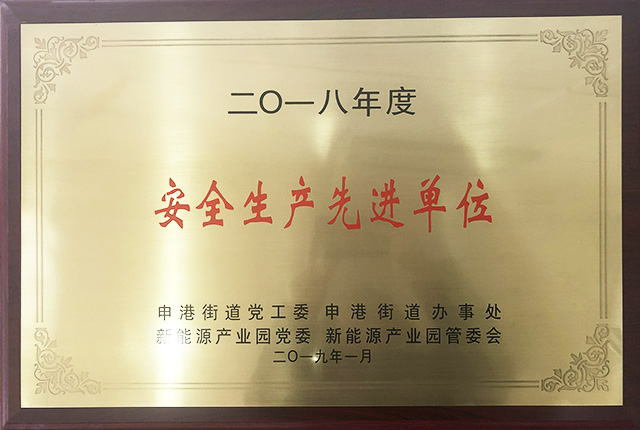 二〇一八年度
安全生产先进单位
申港街道党工委 申港街道办事处
新能源产业园党委 新能源产业园管委会
二〇一九年一月